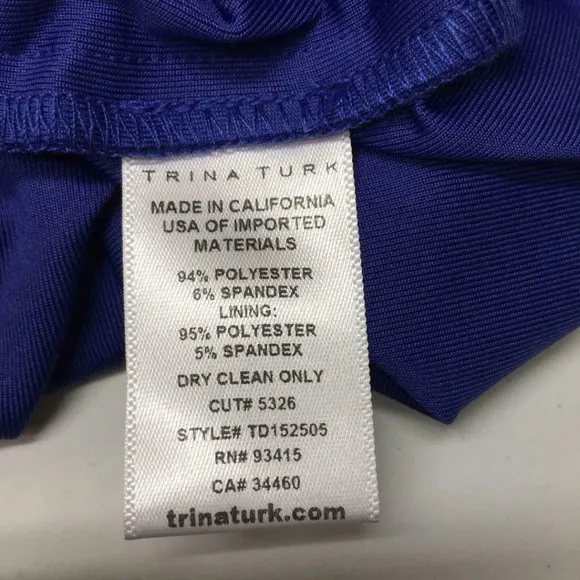 TRINA TURK
MADE IN CALIFORNIA
USA OF IMPORTED
MATERIALS
94% POLYESTER
6% SPANDEX
LINING:
95% POLYESTER
5% SPANDEX
DRY CLEAN ONLY
CUT# 5326
STYLE# TD152505
RN# 93415
CA# 34460
trinaturk.com